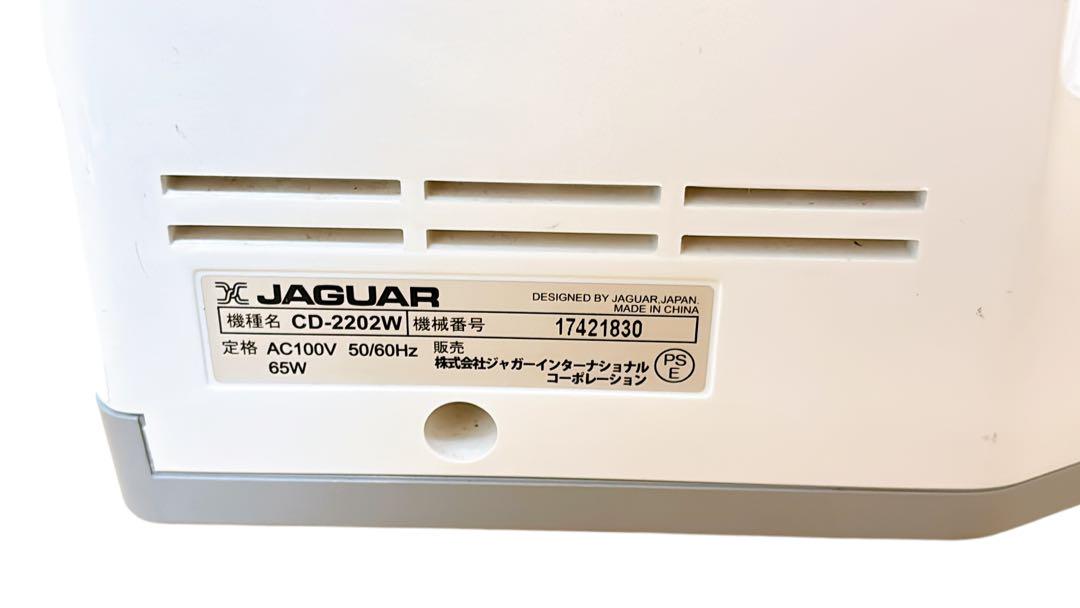 JAGUAR
DESIGNED BY JAGUAR,JAPAN.
MADE IN CHINA
機種名 CD-2202W 機械番号 17421830
定格 AC100V 50/60Hz
65W
販売
株式会社ジャガーインターナショナル
コーポレーション
PS
E